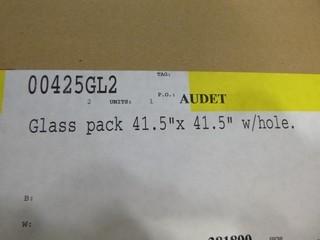 TAG:
00425GL2
P.O.:
2 UNITS: 1 AUDET
Glass pack 41.5"x 41.5" w/hole.
B:
W: